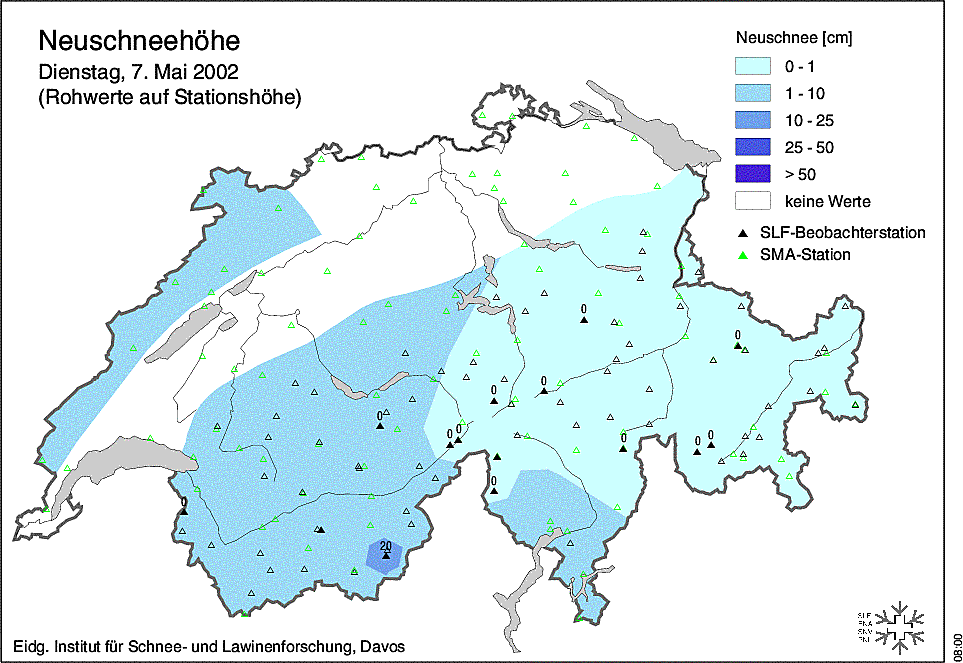 Neuschneehöhe
Dienstag, 7. Mai 2002
(Rohwerte auf Stationshöhe)
Neuschnee [cm]
0 - 1
1 - 10
10 - 25
25 - 50
> 50
keine Werte
SLF-Beobachterstation
SMA-Station
0
0
0
0
0
0
0
0
0
0
0
0
20
Eidg. Institut für Schnee- und Lawinenforschung, Davos
SLF
08:00